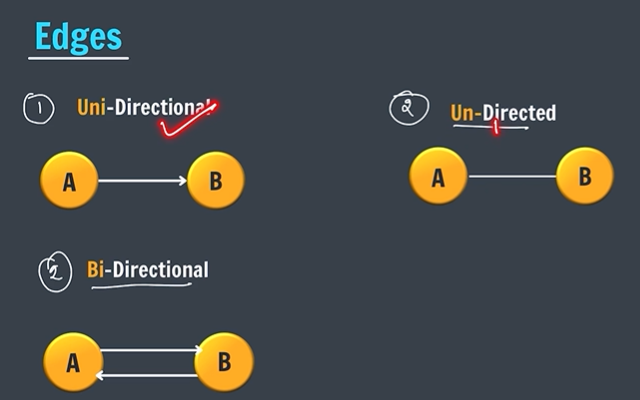 Edges
1 Uni-Directional
2 Un-Directed
A B
A B
2 Bi-Directional
A B